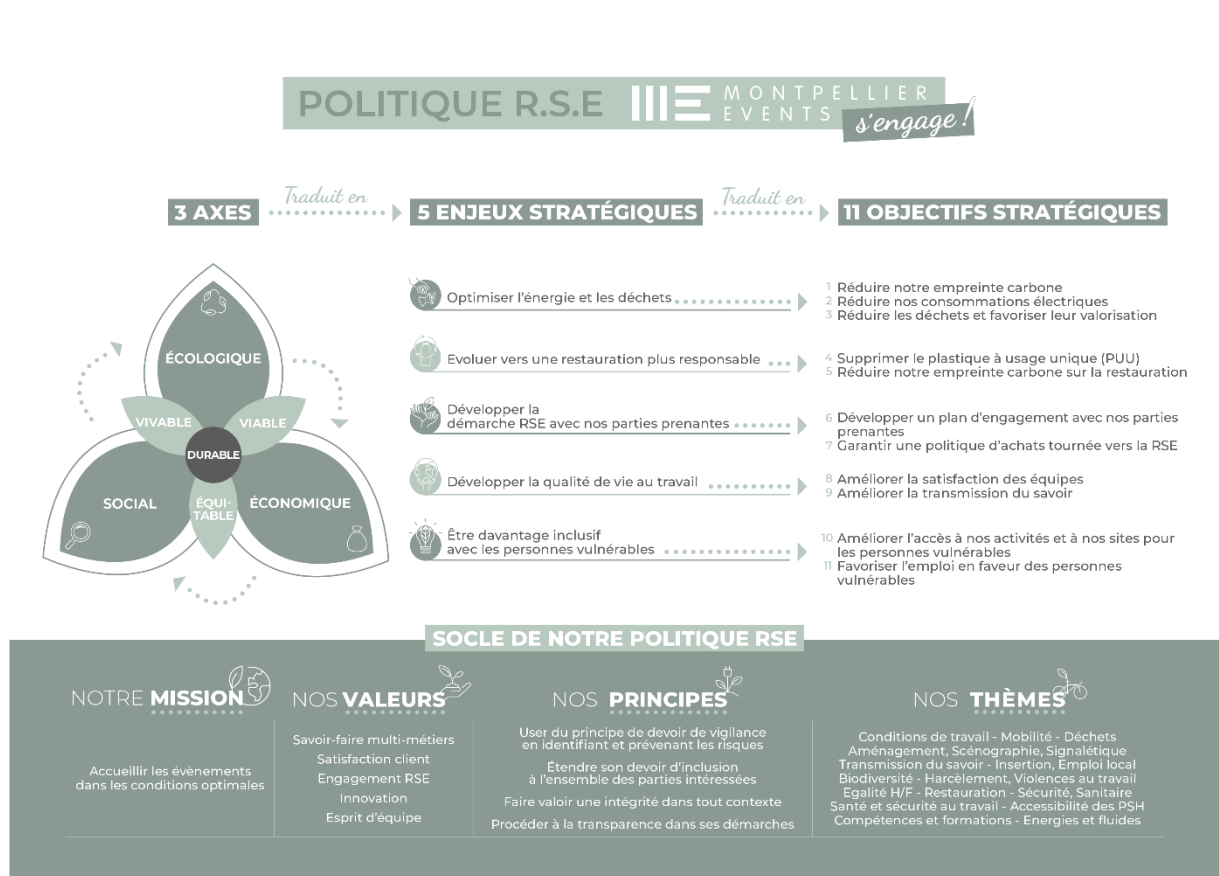 POLITIQUE R.S.E
MONTPELLIER
EVENTS
s'engage !
3 AXES
Traduit en
5 ENJEUX STRATÉGIQUES
Traduit en
11 OBJECTIFS STRATÉGIQUES
ÉCOLOGIQUE
VIVABLE
VIABLE
DURABLE
SOCIAL
ÉQUI-
TABLE
ÉCONOMIQUE
Optimiser l'énergie et les déchets
Evoluer vers une restauration plus responsable
Développer la
démarche RSE avec nos parties prenantes
Développer la qualité de vie au travail
Être davantage inclusif
avec les personnes vulnérables
1 Réduire notre empreinte carbone
2 Réduire nos consommations électriques
3 Réduire les déchets et favoriser leur valorisation
4 Supprimer le plastique à usage unique (PUU)
5 Réduire notre empreinte carbone sur la restauration
6 Développer un plan d'engagement avec nos parties
prenantes
7 Garantir une politique d'achats tournée vers la RSE
8 Améliorer la satisfaction des équipes
9 Améliorer la transmission du savoir
10 Améliorer l'accès à nos activités et à nos sites pour
les personnes vulnérables
11 Favoriser l'emploi en faveur des personnes
vulnérables
SOCLE DE NOTRE POLITIQUE RSE
NOTRE MISSION
Accueillir les évènements
dans les conditions optimales
NOS VALEURS
Savoir-faire multi-métiers
Satisfaction client
Engagement RSE
Innovation
Esprit d'équipe
NOS PRINCIPES
User du principe de devoir de vigilance
en identifiant et prévenant les risques
Étendre son devoir d'inclusion
à l'ensemble des parties intéressées
Faire valoir une intégrité dans tout contexte
Procéder à la transparence dans ses démarches
NOS THÈMES
Conditions de travail - Mobilité - Déchets
Aménagement, Scénographie, Signalétique
Transmission du savoir - Insertion, Emploi local
Biodiversité - Harcèlement, Violences au travail
Egalité H/F - Restauration - Sécurité, Sanitaire
Santé et sécurité au travail - Accessibilité des PSH
Compétences et formations - Energies et fluides